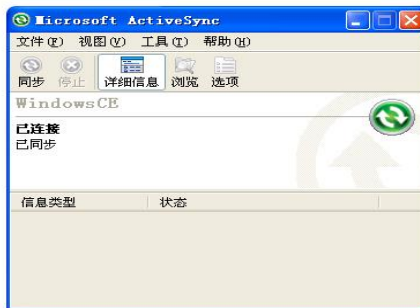 Microsoft ActiveSync
文件(F) 视图(V) 工具(T) 帮助(H)
同步 停止 详细信息 浏览 选项
WindowsCE
已连接
已同步
信息类型 状态